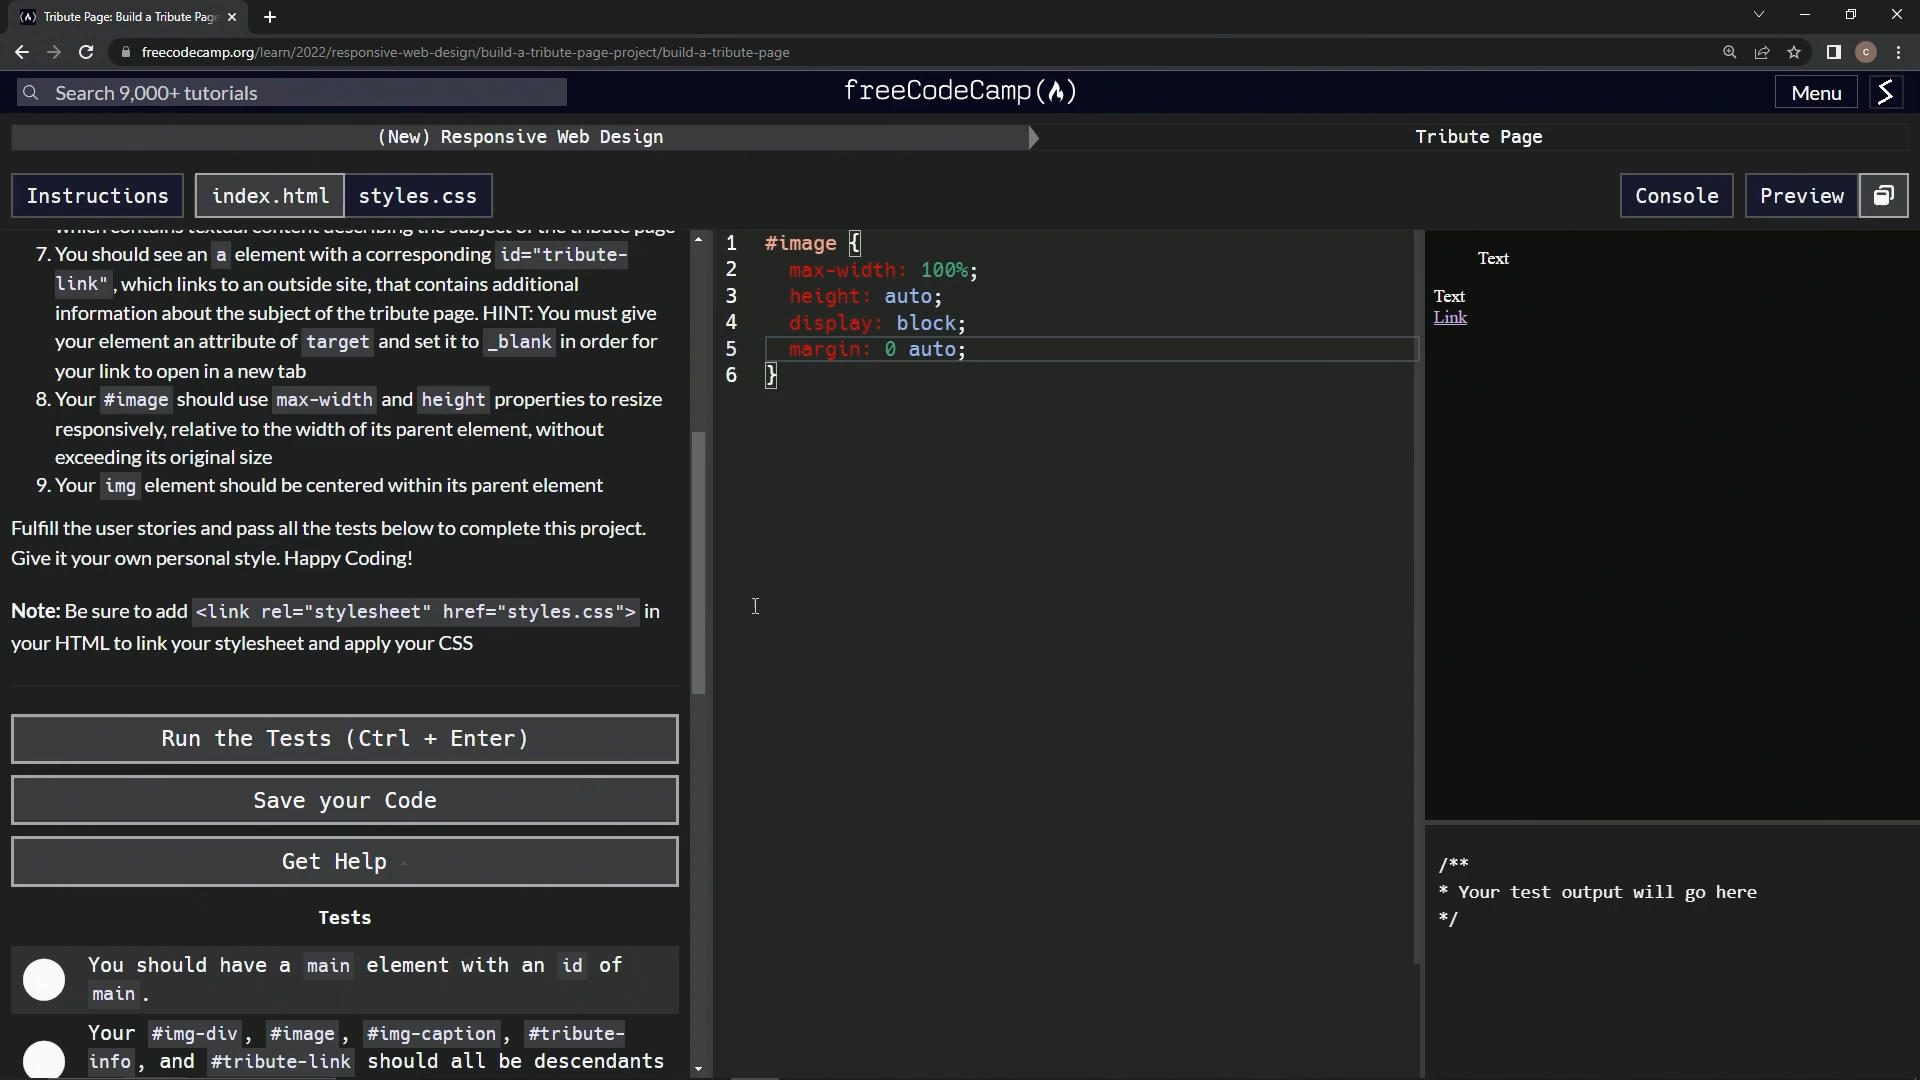 Tribute Page: Build a Tribute Page
freecodecamp.org/learn/2022/responsive-web-design/build-a-tribute-page-project/build-a-tribute-page
C
Search 9,000+ tutorials
freeCodeCamp(🔥)
Menu
(New) Responsive Web Design
Tribute Page
Instructions
index.html
styles.css
Console
Preview
which contains textual content describing the subject of the tribute page
7. You should see an a element with a corresponding id="tribute-
link", which links to an outside site, that contains additional
information about the subject of the tribute page. HINT: You must give
your element an attribute of target and set it to _blank in order for
your link to open in a new tab
8. Your #image should use max-width and height properties to resize
responsively, relative to the width of its parent element, without
exceeding its original size
9. Your img element should be centered within its parent element
Fulfill the user stories and pass all the tests below to complete this project.
Give it your own personal style. Happy Coding!
Note: Be sure to add <link rel="stylesheet" href="styles.css"> in
your HTML to link your stylesheet and apply your CSS
Run the Tests (Ctrl + Enter)
Save your Code
Get Help
Tests
You should have a main element with an id of
main.
Your #img-div, #image, #img-caption, #tribute-
info, and #tribute-link should all be descendants
1 #image {
2 max-width: 100%;
3 height: auto;
4 display: block;
5 margin: 0 auto;
6 }
Text
Text
Link
/**
* Your test output will go here
*/